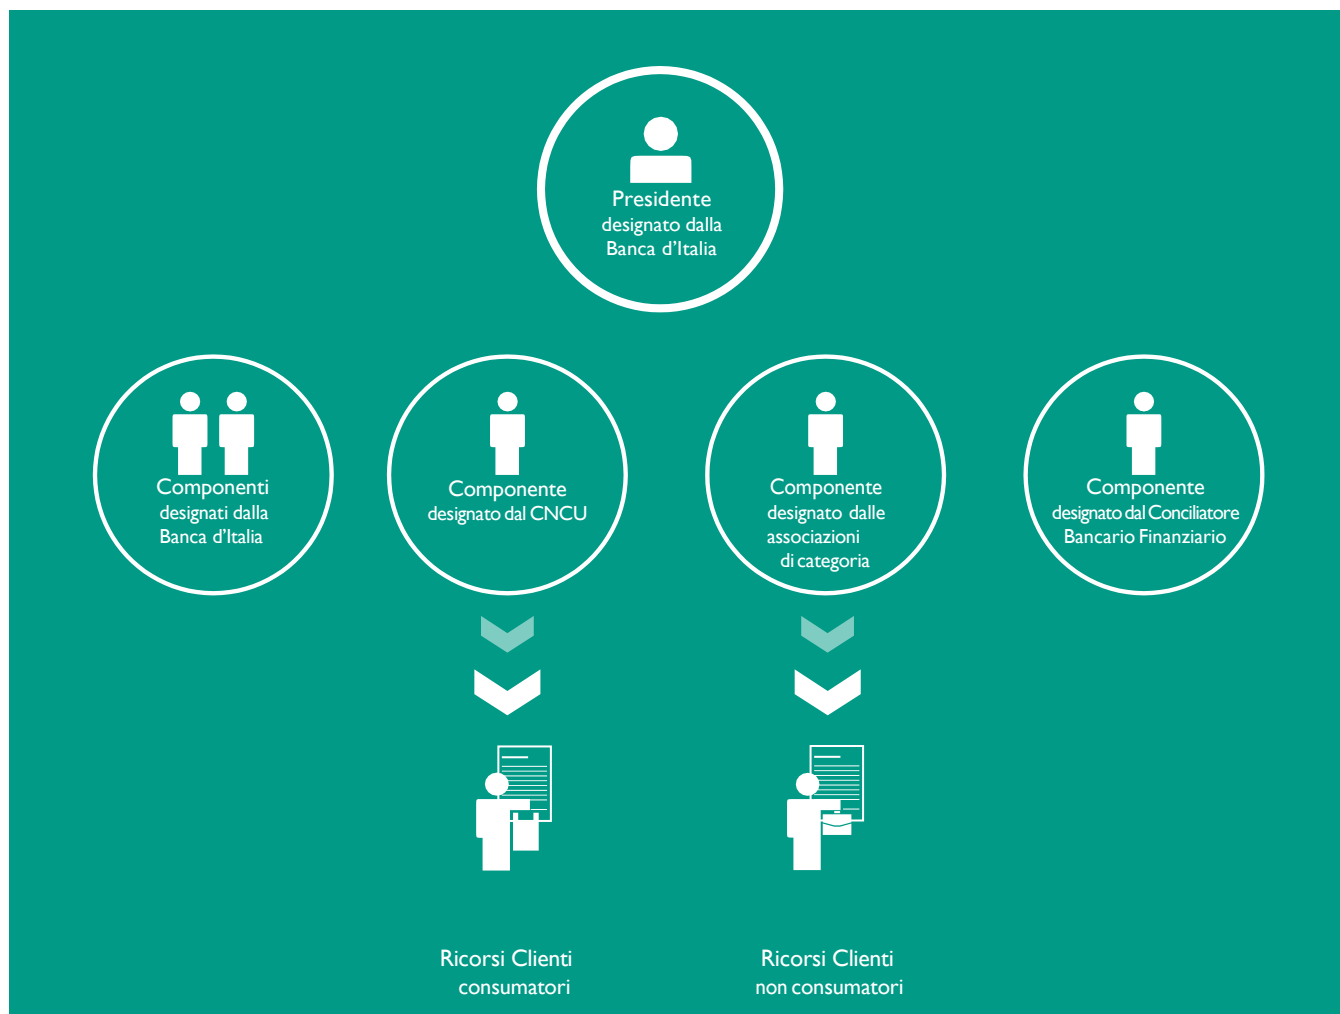 Presidente
designato dalla
Banca d’Italia
Componenti
designati dalla
Banca d’Italia
Componente
designato dal CNCU
Componente
designato dalle
associazioni
di categoria
Componente
designato dal Conciliatore
Bancario Finanziario
Ricorsi Clienti
consumatori
Ricorsi Clienti
non consumatori